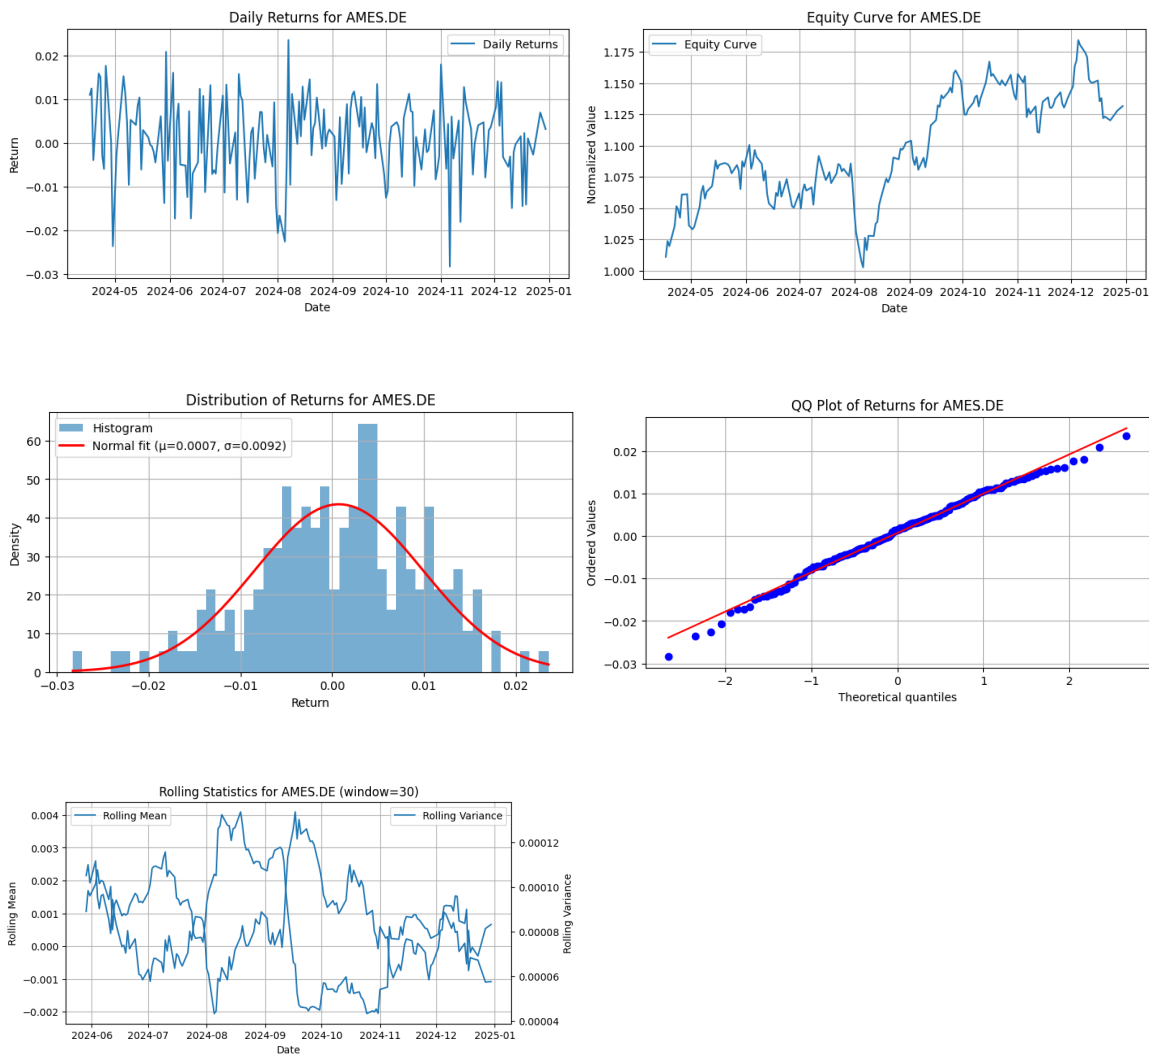 Daily Returns for AMES.DE
Daily Returns
0.02
0.01
0.00
−0.01
−0.02
−0.03
Return
2024-05 2024-06 2024-07 2024-08 2024-09 2024-10 2024-11 2024-12 2025-01
Date
Equity Curve for AMES.DE
Equity Curve
1.175
1.150
1.125
1.100
1.075
1.050
1.025
1.000
Normalized Value
2024-05 2024-06 2024-07 2024-08 2024-09 2024-10 2024-11 2024-12 2025-01
Date
Distribution of Returns for AMES.DE
Histogram
Normal fit (μ=0.0007, σ=0.0092)
60
50
40
30
20
10
0
Density
−0.03 −0.02 −0.01 0.00 0.01 0.02
Return
QQ Plot of Returns for AMES.DE
0.02
0.01
0.00
−0.01
−0.02
−0.03
Ordered Values
−2 −1 0 1 2
Theoretical quantiles
Rolling Statistics for AMES.DE (window=30)
Rolling Mean
Rolling Variance
0.004
0.003
0.002
0.001
0.000
−0.001
−0.002
Rolling Mean
0.00012
0.00010
0.00008
0.00006
0.00004
Rolling Variance
2024-06 2024-07 2024-08 2024-09 2024-10 2024-11 2024-12 2025-01
Date